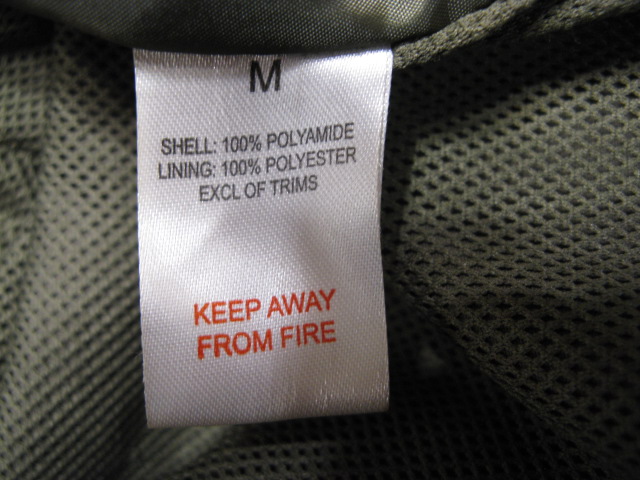 M
SHELL: 100% POLYAMIDE
LINING: 100% POLYESTER
EXCL OF TRIMS
KEEP AWAY
FROM FIRE